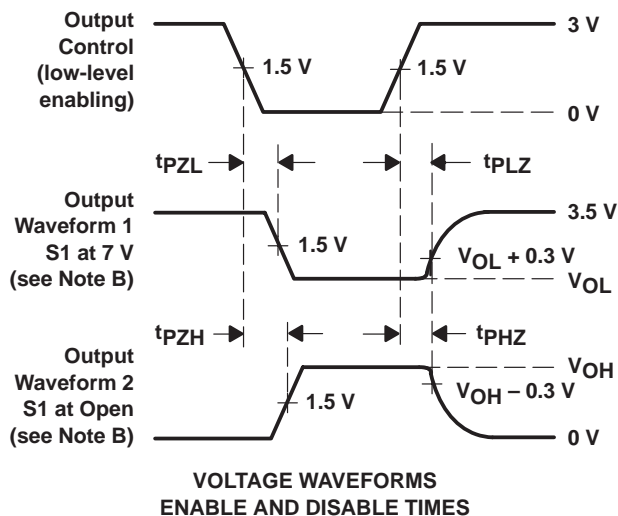 Output
Control
(low-level
enabling)
1.5 V
1.5 V
3 V
0 V
tPZL
tPLZ
Output
Waveform 1
S1 at 7 V
(see Note B)
1.5 V
3.5 V
VOL + 0.3 V
VOL
tPZH
tPHZ
Output
Waveform 2
S1 at Open
(see Note B)
1.5 V
VOH
VOH – 0.3 V
0 V
VOLTAGE WAVEFORMS
ENABLE AND DISABLE TIMES